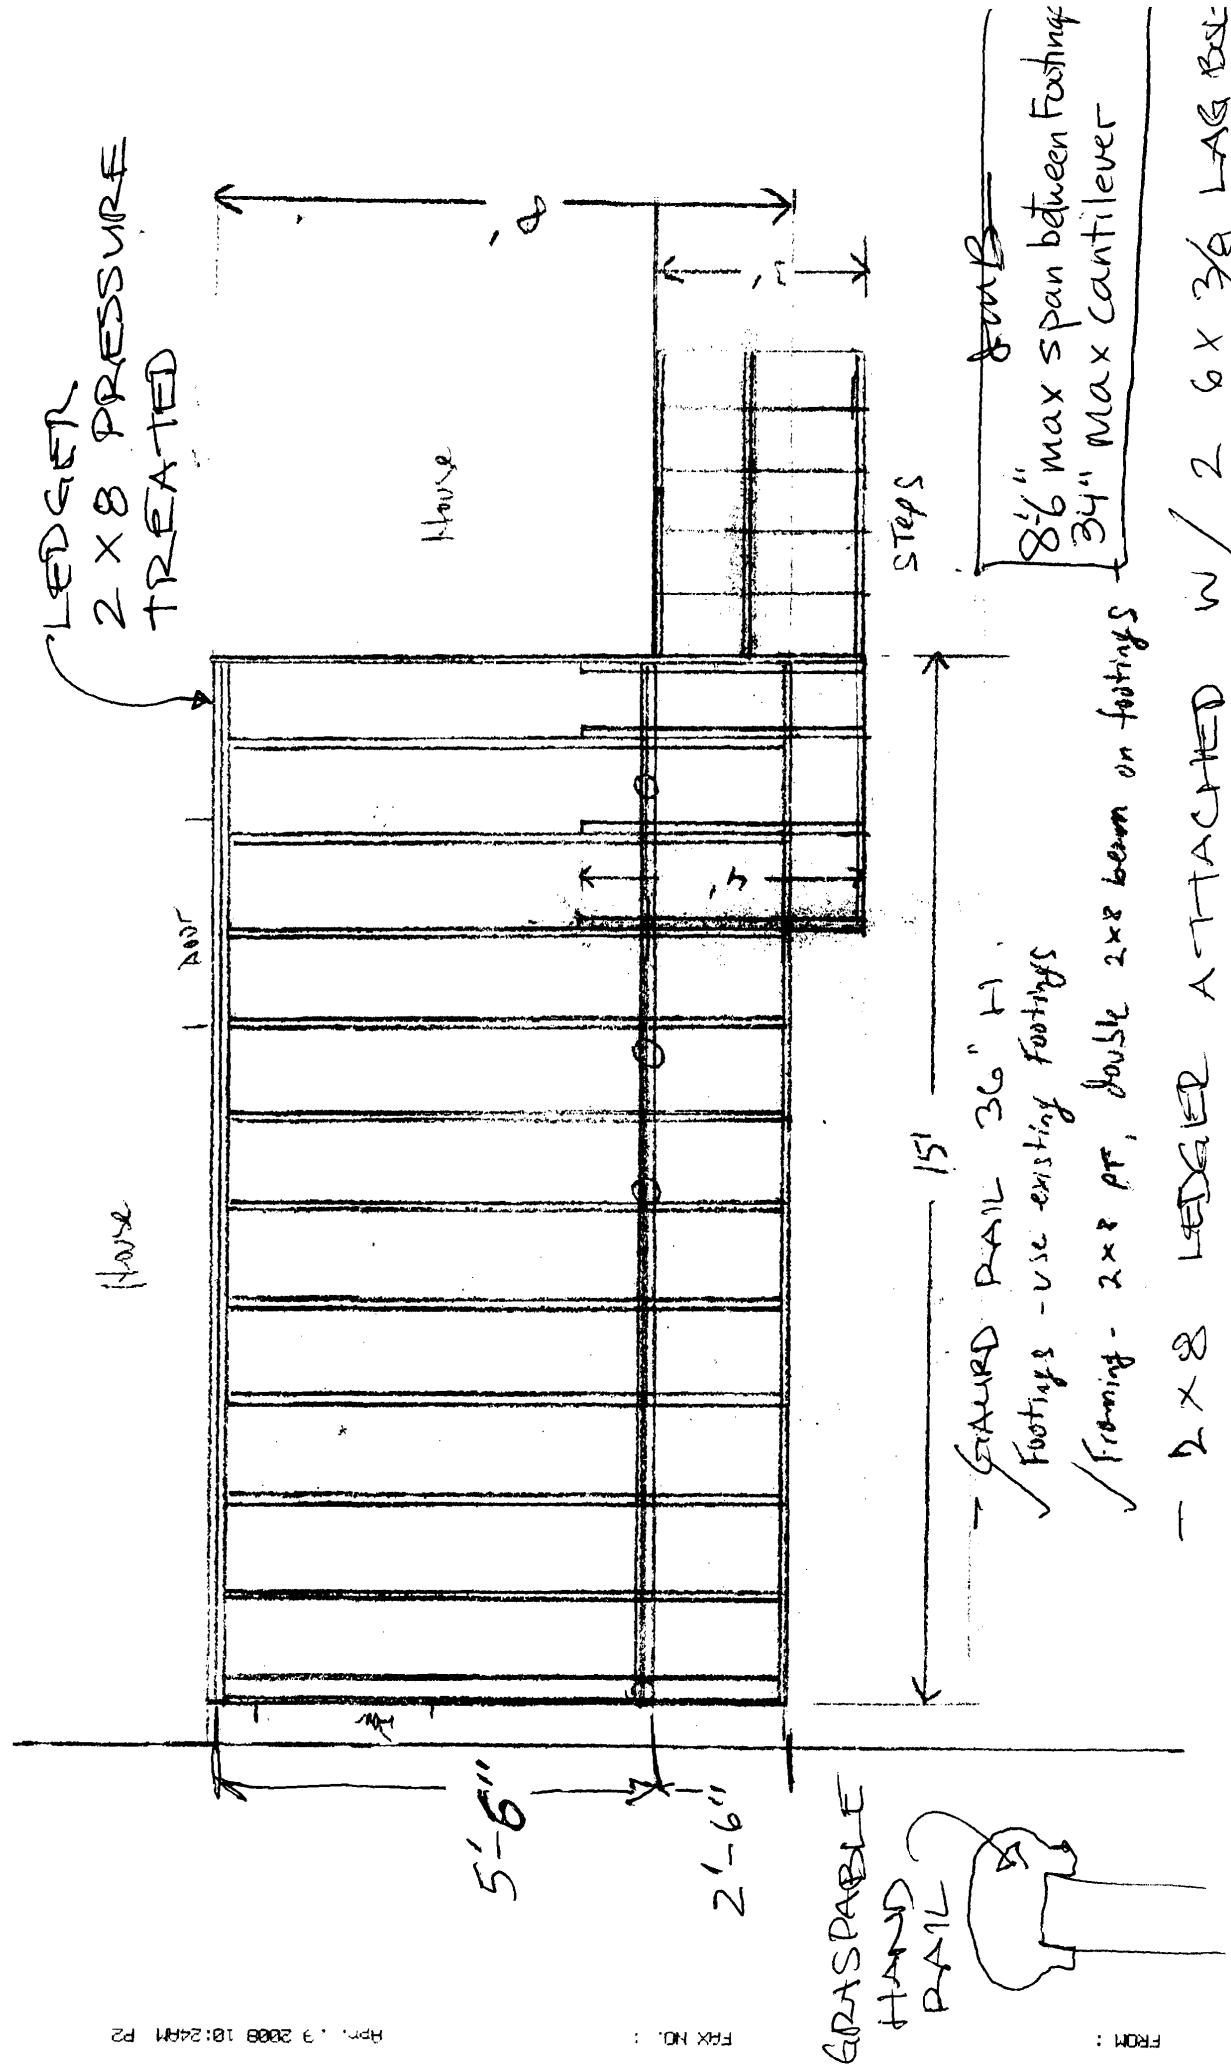 LEDGER
2 X 8 PRESSURE
TREATED
House
House
8'
door
5'-6"
2'-6"
4'
STEPS
15'
GRASPABLE
HAND
RAIL
- GAURD RAIL 36" H.
✓ Footings - use existing Footings
✓ Framing - 2x8 PT, double 2x8 beam on footings
- 2 X 8 LEDGER ATTACHED W/ 2 6 X 3/8 LAG
8'-6" max span between Footings
34" max cantilever
FROM :
FAX NO. :
Apr. 3 2008 10:24AM P2